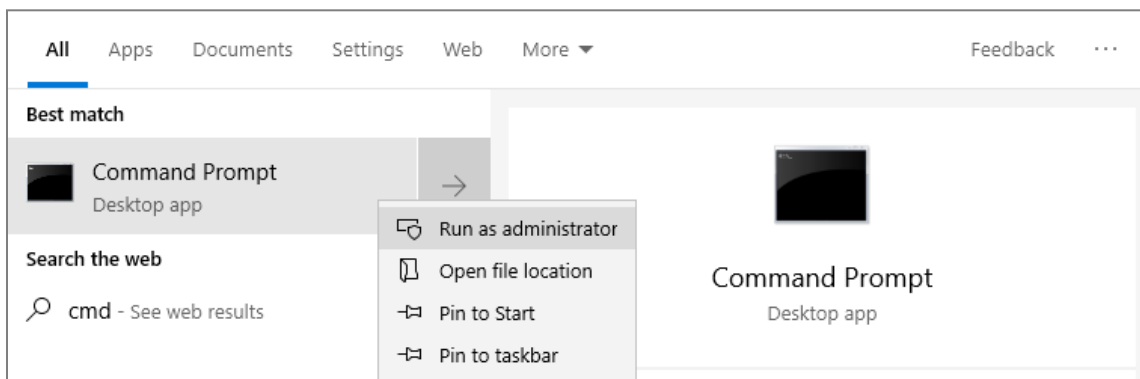 All Apps Documents Settings Web More Feedback ...
Best match
Command Prompt
Desktop app
Run as administrator
Open file location
Pin to Start
Pin to taskbar
Search the web
cmd - See web results
Command Prompt
Desktop app